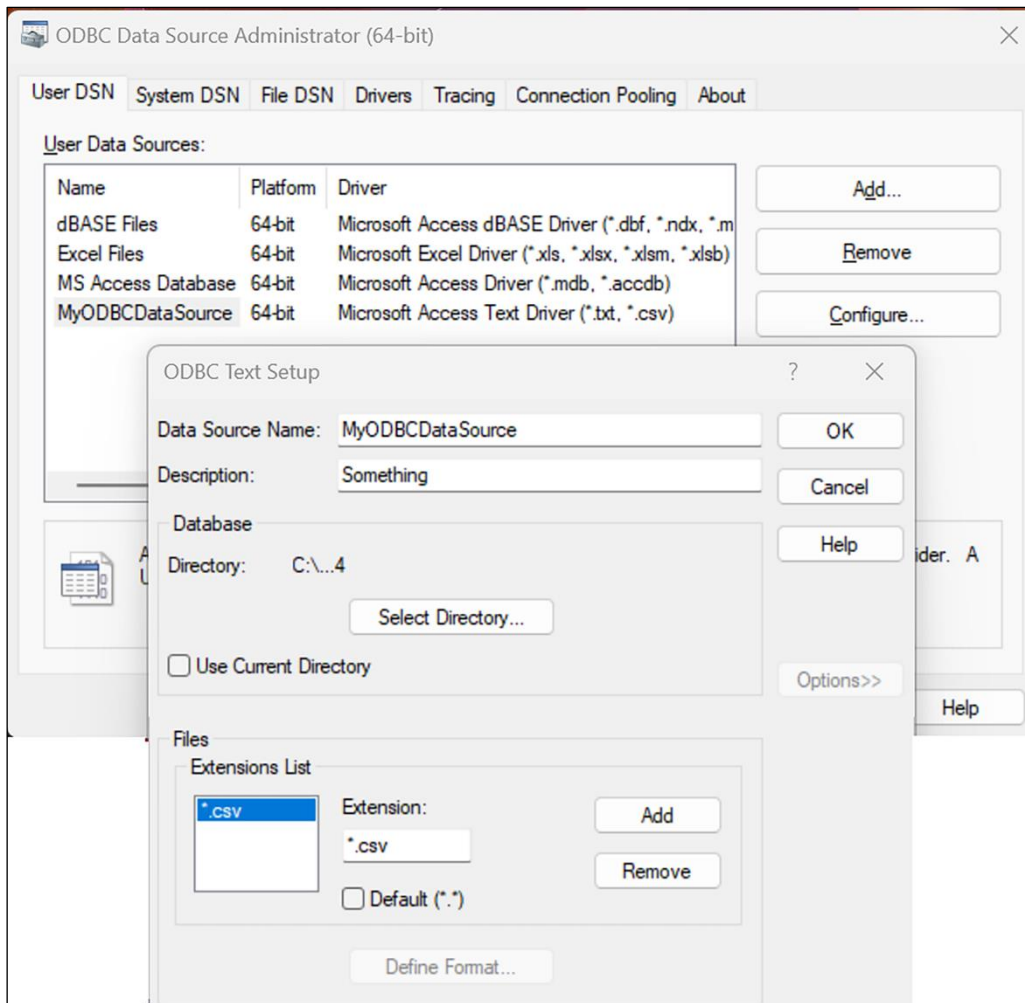 ODBC Data Source Administrator (64-bit)
User DSN System DSN File DSN Drivers Tracing Connection Pooling About
User Data Sources:
Name Platform Driver
dBASE Files 64-bit Microsoft Access dBASE Driver (*.dbf, *.ndx, *.m
Excel Files 64-bit Microsoft Excel Driver (*.xls, *.xlsx, *.xlsm, *.xlsb)
MS Access Database 64-bit Microsoft Access Driver (*.mdb, *.accdb)
MyODBCDataSource 64-bit Microsoft Access Text Driver (*.txt, *.csv)
Add...
Remove
Configure...
ODBC Text Setup ?
Data Source Name: MyODBCDataSource
OK
Description: Something
Cancel
Database
Help
Directory: C:\...4
ider. A
Select Directory...
Use Current Directory
Options>>
Help
Files
Extensions List
*.csv
Extension:
*.csv
Add
Remove
Default (*.*)
Define Format...